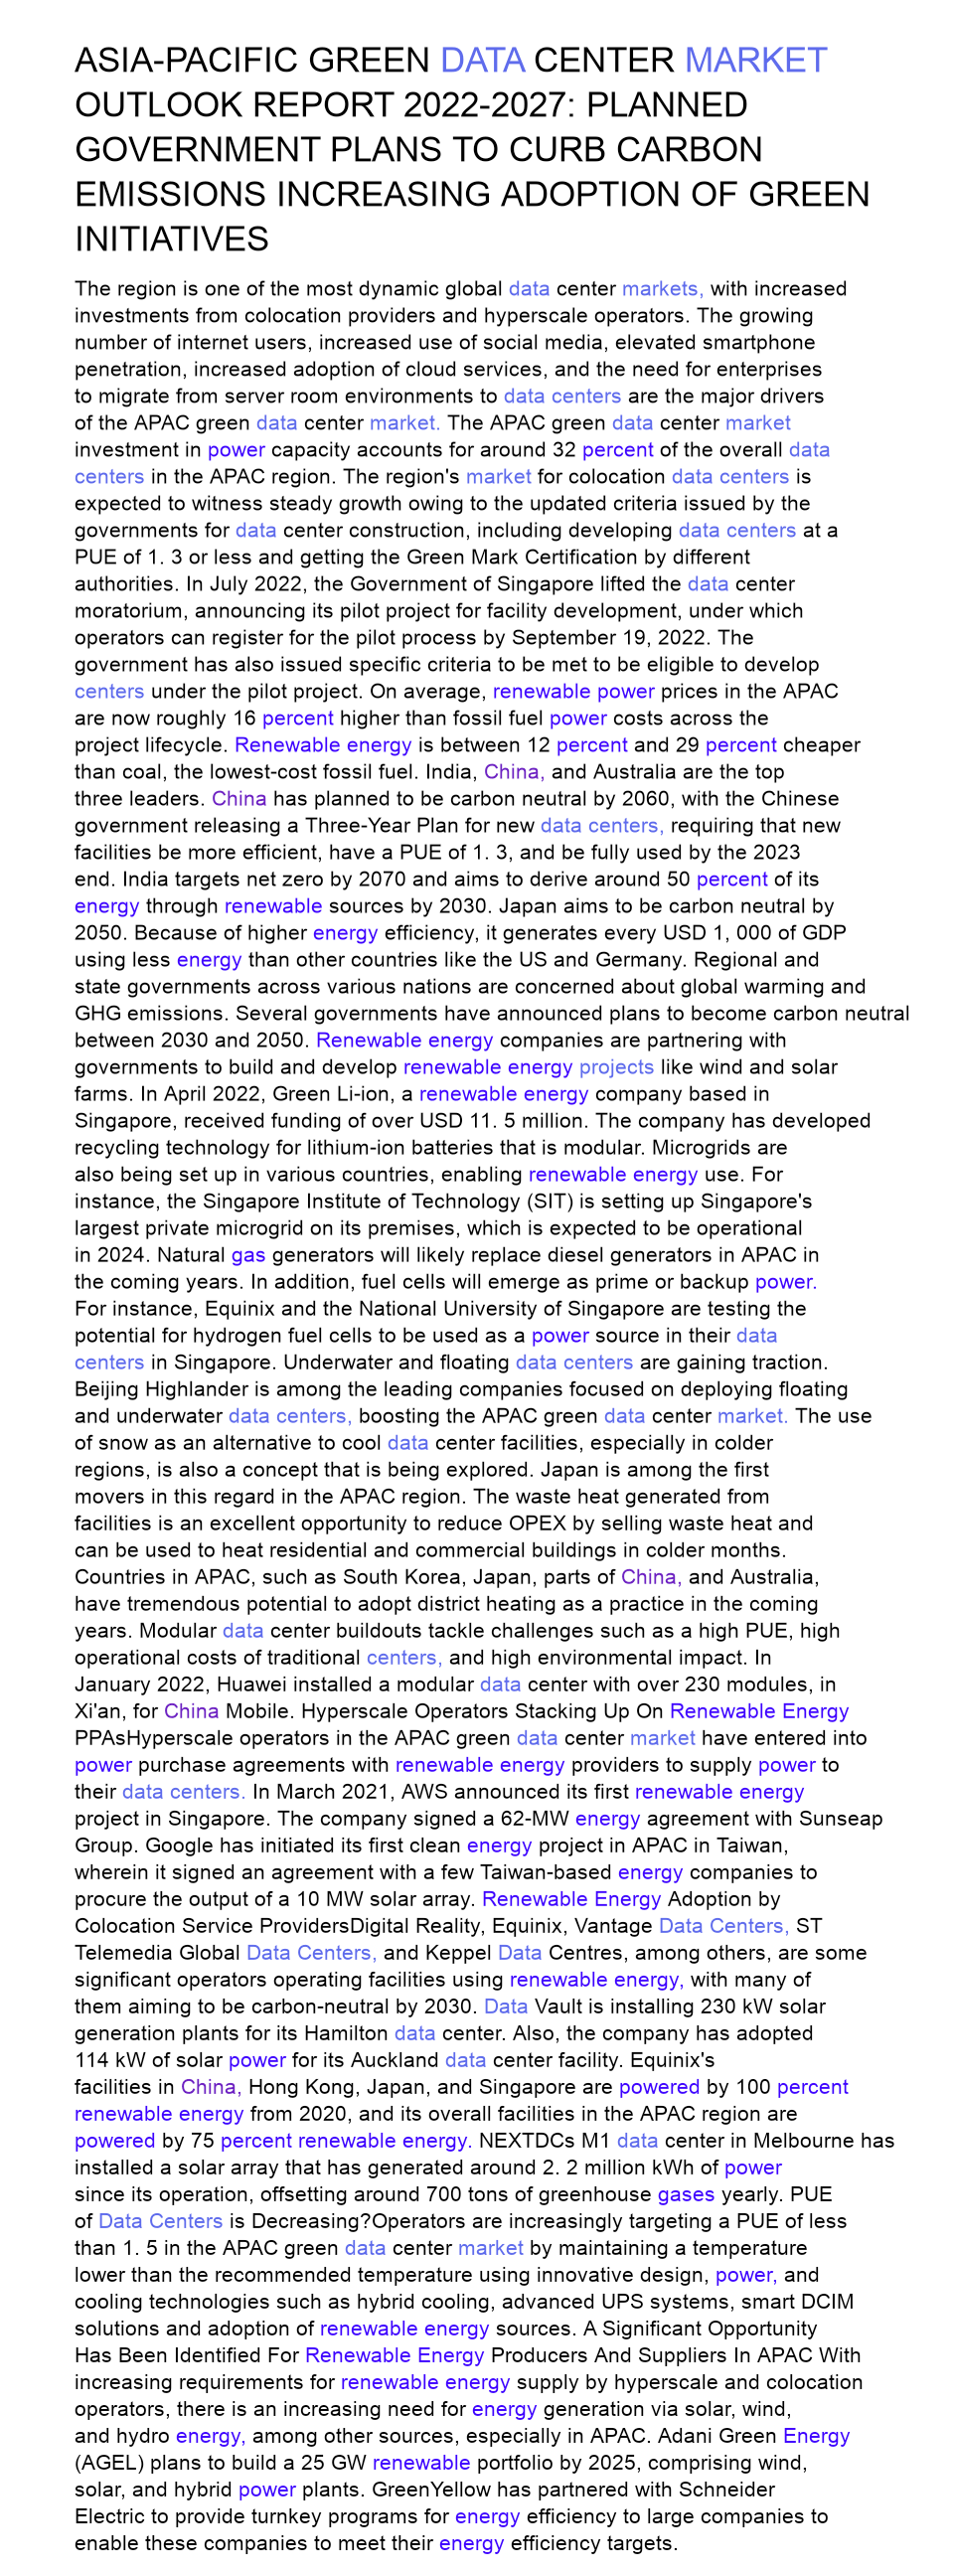 ASIA-PACIFIC GREEN DATA CENTER MARKET
OUTLOOK REPORT 2022-2027: PLANNED
GOVERNMENT PLANS TO CURB CARBON
EMISSIONS INCREASING ADOPTION OF GREEN
INITIATIVES
The region is one of the most dynamic global data center markets, with increased
investments from colocation providers and hyperscale operators. The growing
number of internet users, increased use of social media, elevated smartphone
penetration, increased adoption of cloud services, and the need for enterprises
to migrate from server room environments to data centers are the major drivers
of the APAC green data center market. The APAC green data center market
investment in power capacity accounts for around 32 percent of the overall data
centers in the APAC region. The region's market for colocation data centers is
expected to witness steady growth owing to the updated criteria issued by the
governments for data center construction, including developing data centers at a
PUE of 1. 3 or less and getting the Green Mark Certification by different
authorities. In July 2022, the Government of Singapore lifted the data center
moratorium, announcing its pilot project for facility development, under which
operators can register for the pilot process by September 19, 2022. The
government has also issued specific criteria to be met to be eligible to develop
centers under the pilot project. On average, renewable power prices in the APAC
are now roughly 16 percent higher than fossil fuel power costs across the
project lifecycle. Renewable energy is between 12 percent and 29 percent cheaper
than coal, the lowest-cost fossil fuel. India, China, and Australia are the top
three leaders. China has planned to be carbon neutral by 2060, with the Chinese
government releasing a Three-Year Plan for new data centers, requiring that new
facilities be more efficient, have a PUE of 1. 3, and be fully used by the 2023
end. India targets net zero by 2070 and aims to derive around 50 percent of its
energy through renewable sources by 2030. Japan aims to be carbon neutral by
2050. Because of higher energy efficiency, it generates every USD 1, 000 of GDP
using less energy than other countries like the US and Germany. Regional and
state governments across various nations are concerned about global warming and
GHG emissions. Several governments have announced plans to become carbon neutral
between 2030 and 2050. Renewable energy companies are partnering with
governments to build and develop renewable energy projects like wind and solar
farms. In April 2022, Green Li-ion, a renewable energy company based in
Singapore, received funding of over USD 11. 5 million. The company has developed
recycling technology for lithium-ion batteries that is modular. Microgrids are
also being set up in various countries, enabling renewable energy use. For
instance, the Singapore Institute of Technology (SIT) is setting up Singapore's
largest private microgrid on its premises, which is expected to be operational
in 2024. Natural gas generators will likely replace diesel generators in APAC in
the coming years. In addition, fuel cells will emerge as prime or backup power.
For instance, Equinix and the National University of Singapore are testing the
potential for hydrogen fuel cells to be used as a power source in their data
centers in Singapore. Underwater and floating data centers are gaining traction.
Beijing Highlander is among the leading companies focused on deploying floating
and underwater data centers, boosting the APAC green data center market. The use
of snow as an alternative to cool data center facilities, especially in colder
regions, is also a concept that is being explored. Japan is among the first
movers in this regard in the APAC region. The waste heat generated from
facilities is an excellent opportunity to reduce OPEX by selling waste heat and
can be used to heat residential and commercial buildings in colder months.
Countries in APAC, such as South Korea, Japan, parts of China, and Australia,
have tremendous potential to adopt district heating as a practice in the coming
years. Modular data center buildouts tackle challenges such as a high PUE, high
operational costs of traditional centers, and high environmental impact. In
January 2022, Huawei installed a modular data center with over 230 modules, in
Xi'an, for China Mobile. Hyperscale Operators Stacking Up On Renewable Energy
PPAsHyperscale operators in the APAC green data center market have entered into
power purchase agreements with renewable energy providers to supply power to
their data centers. In March 2021, AWS announced its first renewable energy
project in Singapore. The company signed a 62-MW energy agreement with Sunseap
Group. Google has initiated its first clean energy project in APAC in Taiwan,
wherein it signed an agreement with a few Taiwan-based energy companies to
procure the output of a 10 MW solar array. Renewable Energy Adoption by
Colocation Service ProvidersDigital Reality, Equinix, Vantage Data Centers, ST
Telemedia Global Data Centers, and Keppel Data Centres, among others, are some
significant operators operating facilities using renewable energy, with many of
them aiming to be carbon-neutral by 2030. Data Vault is installing 230 kW solar
generation plants for its Hamilton data center. Also, the company has adopted
114 kW of solar power for its Auckland data center facility. Equinix's
facilities in China, Hong Kong, Japan, and Singapore are powered by 100 percent
renewable energy from 2020, and its overall facilities in the APAC region are
powered by 75 percent renewable energy. NEXTDCs M1 data center in Melbourne has
installed a solar array that has generated around 2. 2 million kWh of power
since its operation, offsetting around 700 tons of greenhouse gases yearly. PUE
of Data Centers is Decreasing?Operators are increasingly targeting a PUE of less
than 1. 5 in the APAC green data center market by maintaining a temperature
lower than the recommended temperature using innovative design, power, and
cooling technologies such as hybrid cooling, advanced UPS systems, smart DCIM
solutions and adoption of renewable energy sources. A Significant Opportunity
Has Been Identified For Renewable Energy Producers And Suppliers In APAC With
increasing requirements for renewable energy supply by hyperscale and colocation
operators, there is an increasing need for energy generation via solar, wind,
and hydro energy, among other sources, especially in APAC. Adani Green Energy
(AGEL) plans to build a 25 GW renewable portfolio by 2025, comprising wind,
solar, and hybrid power plants. GreenYellow has partnered with Schneider
Electric to provide turnkey programs for energy efficiency to large companies to
enable these companies to meet their energy efficiency targets.